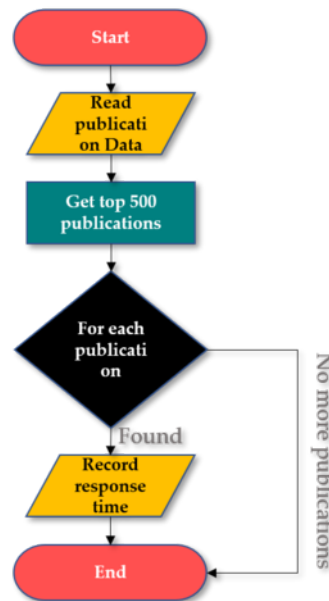 Start
Read
publicati
on Data
Get top 500
publications
For each
publicati
on
Found
No more publications
Record
response
time
End